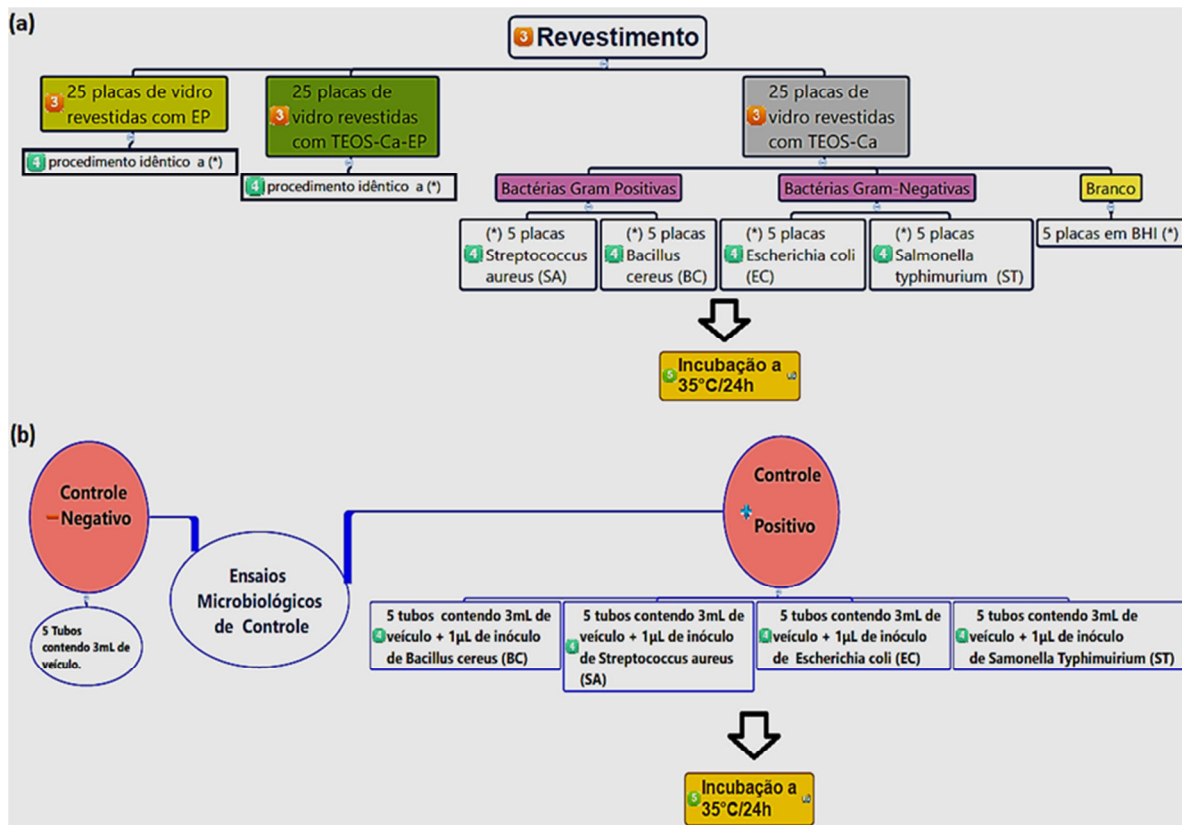 (a)
3 Revestimento
3 25 placas de vidro
revestidas com EP
4 procedimento idêntico a (*)
25 placas de
3 vidro revestidas
com TEOS-Ca-EP
4 procedimento idêntico a (*)
25 placas de
3 vidro revestidas
com TEOS-Ca
Bactérias Gram Positivas
Bactérias Gram-Negativas
Branco
(*) 5 placas
4 Streptococcus
aureus (SA)
(*) 5 placas
4 Bacillus
cereus (BC)
(*) 5 placas
4 Escherichia coli
(EC)
(*) 5 placas
4 Salmonella
typhimurium (ST)
5 placas em BHI (*)
5 Incubação a
35°C/24h
(b)
Controle
Negativo
5 Tubos
contendo 3mL de
veículo.
Ensaios
Microbiológicos
de Controle
Controle
Positivo
5 tubos contendo 3mL de
4 veículo + 1µL de inóculo
de Bacillus cereus (BC)
5 tubos contendo 3mL de
veículo + 1µL de inóculo
4 de Streptococcus aureus
(SA)
5 tubos contendo 3mL de
4 veículo + 1µL de inóculo
de Escherichia coli (EC)
5 tubos contendo 3mL de
4 veículo + 1µL de inóculo
de Samonella Typhimuirium (ST)
5 Incubação a
35°C/24h